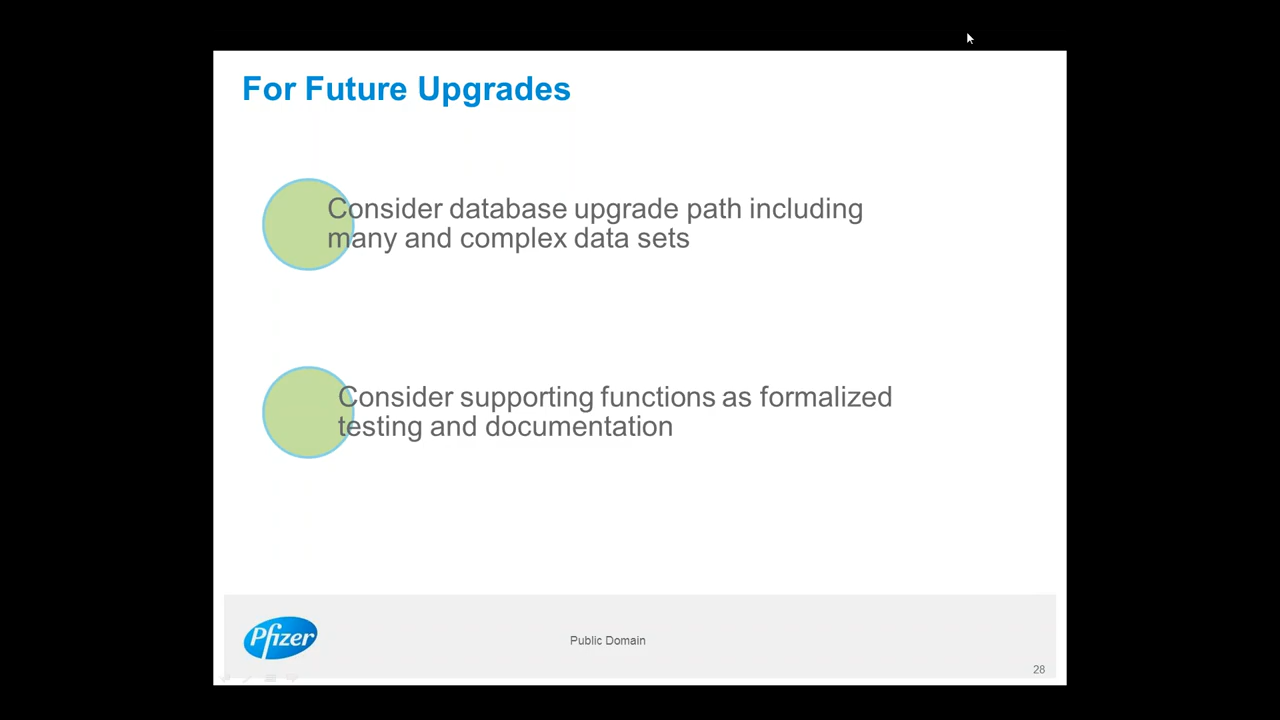 For Future Upgrades
Consider database upgrade path including
many and complex data sets
Consider supporting functions as formalized
testing and documentation
Pfizer
Public Domain
28